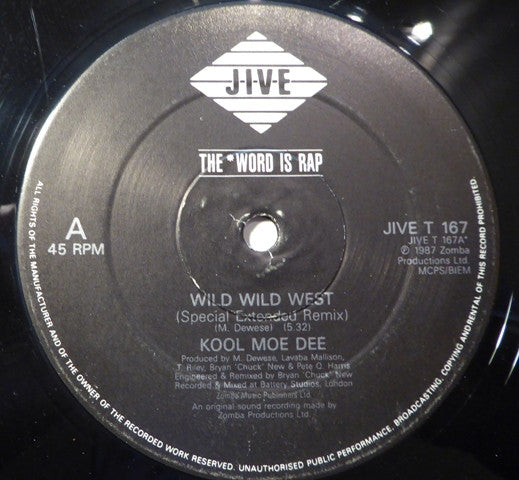 J-I-V-E
THE "WORD IS RAP
A
45 RPM
JIVE T 167
JIVE T 167A*
℗ 1987 Zomba
Productions Ltd.
MCPS/BIEM
WILD WILD WEST
(Special Extended Remix)
(M. Dewese) (5.32)
KOOL MOE DEE
Produced by M. Dewese, Lavaba Mallison,
T. Riley, Bryan 'Chuck' New & Pete Q. Harris
Engineered & Remixed by Bryan 'Chuck' New
Recorded & Mixed at Battery Studios, London
Zomba Music Publishers Ltd
An original sound recording made by
Zomba Productions Ltd
ALL RIGHTS OF THE MANUFACTURER AND OF THE OWNER OF THE RECORDED WORK RESERVED. UNAUTHORISED PUBLIC PERFORMANCE, BROADCASTING, COPYING AND RENTAL OF THIS RECORD PROHIBITED.